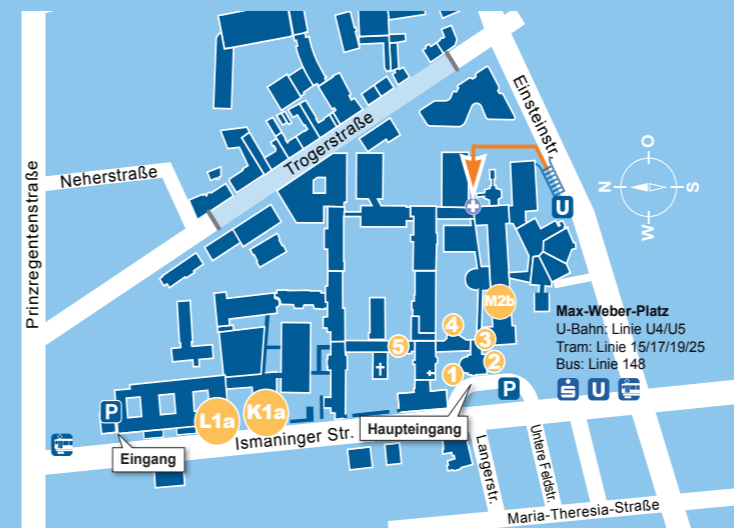 Einsteinstr.
Trogerstraße
Neherstraße
Prinzregentenstraße
O
N
S
W
U
M2b
Max-Weber-Platz
U-Bahn: Linie U4/U5
Tram: Linie 15/17/19/25
Bus: Linie 148
S U
4
3
5
2
1
P
P
L1a
K1a
Ismaninger Str.
Haupteingang
Eingang
Langerstr.
Untere Feldstr.
Maria-Theresia-Straße